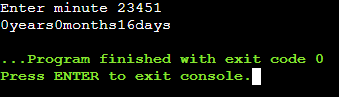 Enter minute 23451
0years0months16days
...Program finished with exit code 0
Press ENTER to exit console.